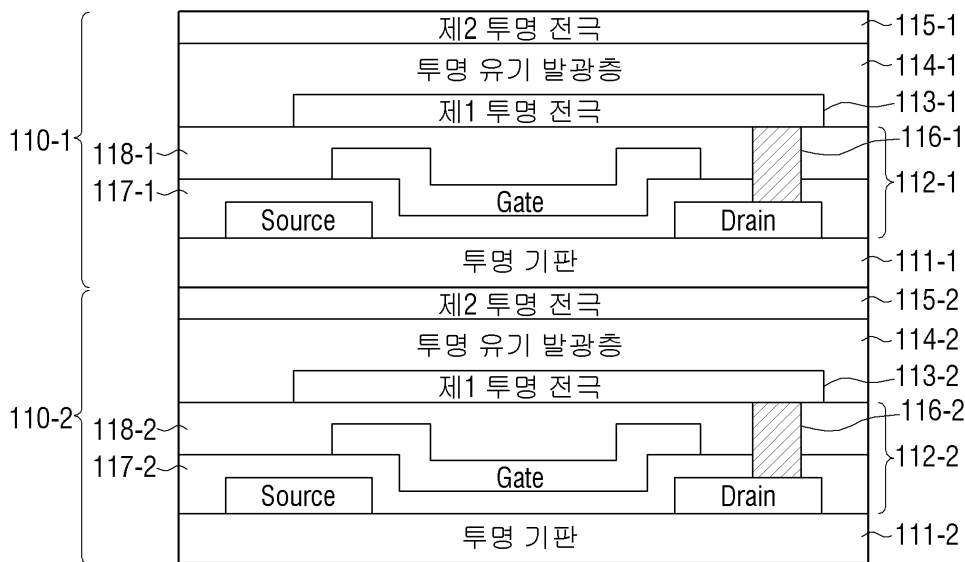 제2 투명 전극
115-1
투명 유기 발광층
114-1
제1 투명 전극
113-1
110-1
118-1
116-1
117-1
Gate
112-1
Source
Drain
투명 기판
111-1
제2 투명 전극
115-2
투명 유기 발광층
114-2
제1 투명 전극
113-2
110-2
118-2
116-2
117-2
Gate
112-2
Source
Drain
투명 기판
111-2